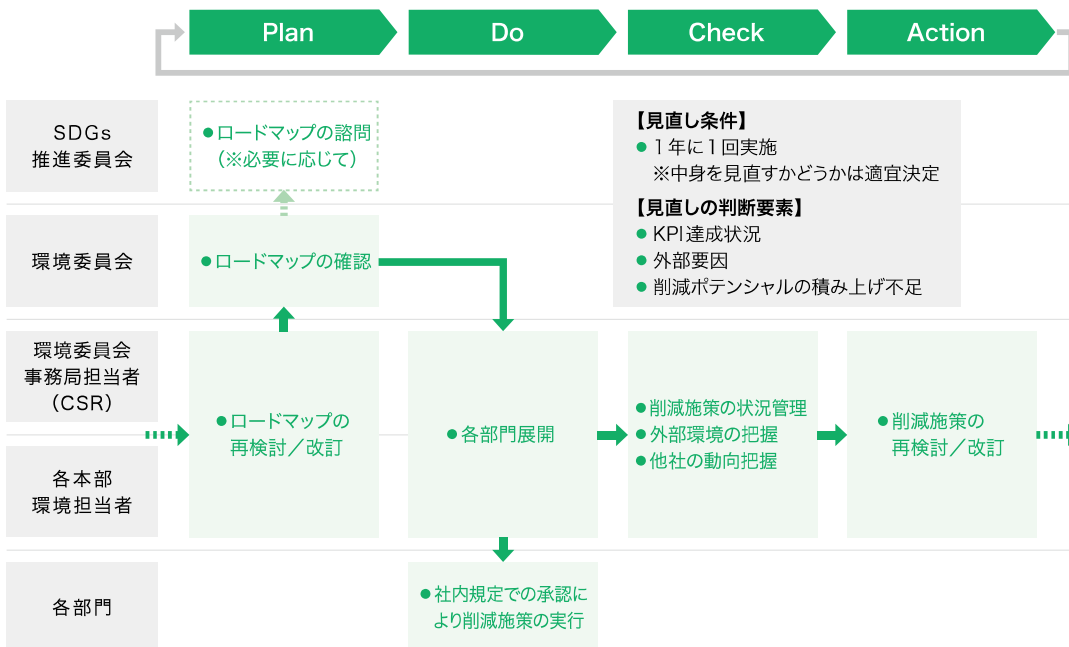 Plan
Do
Check
Action
SDGs
推進委員会
●ロードマップの諮問
（※必要に応じて）
【見直し条件】
● 1年に1回実施
※中身を見直すかどうかは適宜決定
【見直しの判断要素】
● KPI達成状況
● 外部要因
● 削減ポテンシャルの積み上げ不足
環境委員会
●ロードマップの確認
環境委員会
事務局担当者
（CSR）
各本部
環境担当者
●ロードマップの
再検討／改訂
●各部門展開
●削減施策の状況管理
●外部環境の把握
●他社の動向把握
●削減施策の
再検討／改訂
各部門
●社内規定での承認に
より削減施策の実行